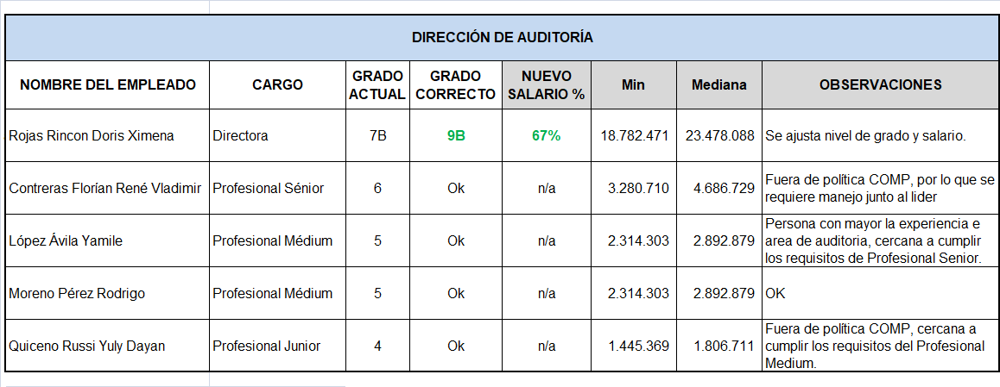 DIRECCIÓN DE AUDITORÍA
NOMBRE DEL EMPLEADO CARGO GRADO ACTUAL GRADO CORRECTO NUEVO SALARIO % Min Mediana OBSERVACIONES
Rojas Rincon Doris Ximena Directora 7B 9B 67% 18.782.471 23.478.088 Se ajusta nivel de grado y salario.
Contreras Florían René Vladimir Profesional Sénior 6 Ok n/a 3.280.710 4.686.729 Fuera de política COMP, por lo que se
requiere manejo junto al lider
López Ávila Yamile Profesional Médium 5 Ok n/a 2.314.303 2.892.879 Persona con mayor la experiencia e
area de auditoria, cercana a cumplir
los requisitos de Profesional Senior.
Moreno Pérez Rodrigo Profesional Médium 5 Ok n/a 2.314.303 2.892.879 OK
Quiceno Russi Yuly Dayan Profesional Junior 4 Ok n/a 1.445.369 1.806.711 Fuera de política COMP, cercana a
cumplir los requisitos del Profesional
Medium.